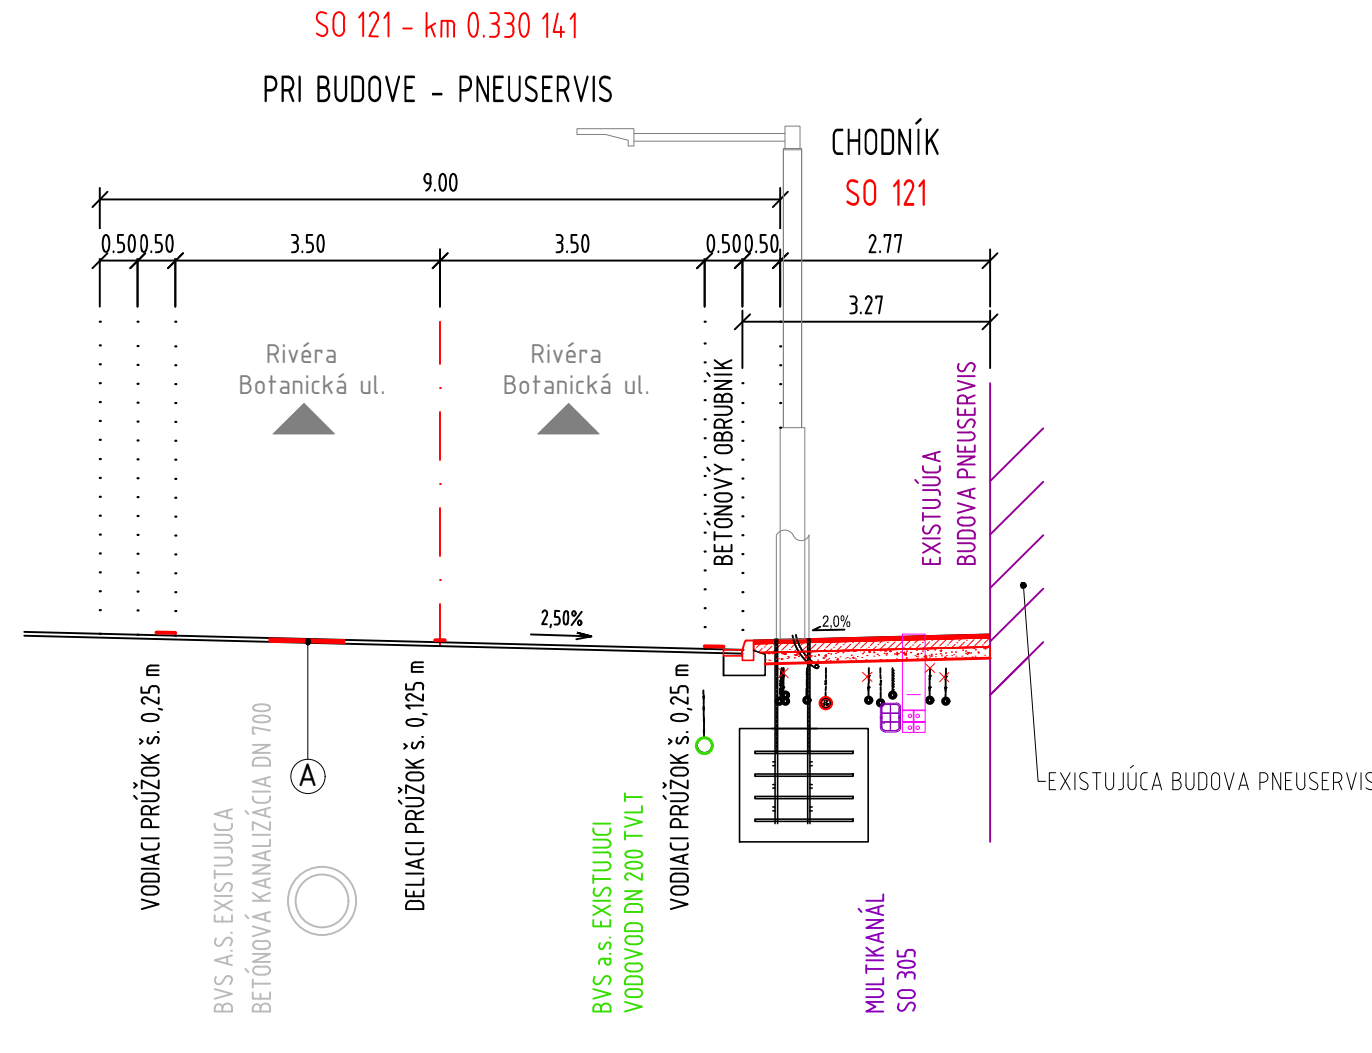 SO 121 - km 0.330 141
PRI BUDOVE - PNEUSERVIS
CHODNÍK
SO 121
9.00
0.50 0.50 3.50 3.50 0.50 0.50 2.77
3.27
Rivéra
Botanická ul.
Rivéra
Botanická ul.
BETÓNOVÝ OBRUBNÍK
EXISTUJÚCA
BUDOVA PNEUSERVIS
2,50%
2,0%
VODIACI PRÚŽOK š. 0,25 m
BVS A.S. EXISTUJUCA
BETÓNOVÁ KANALIZÁCIA DN 700
A
DELIACI PRÚŽOK š. 0,125 m
BVS a.s. EXISTUJUCI
VODOVOD DN 200 TVLT
VODIACI PRÚŽOK š. 0,25 m
MULTIKANÁL
SO 305
EXISTUJÚCA BUDOVA PNEUSERVIS